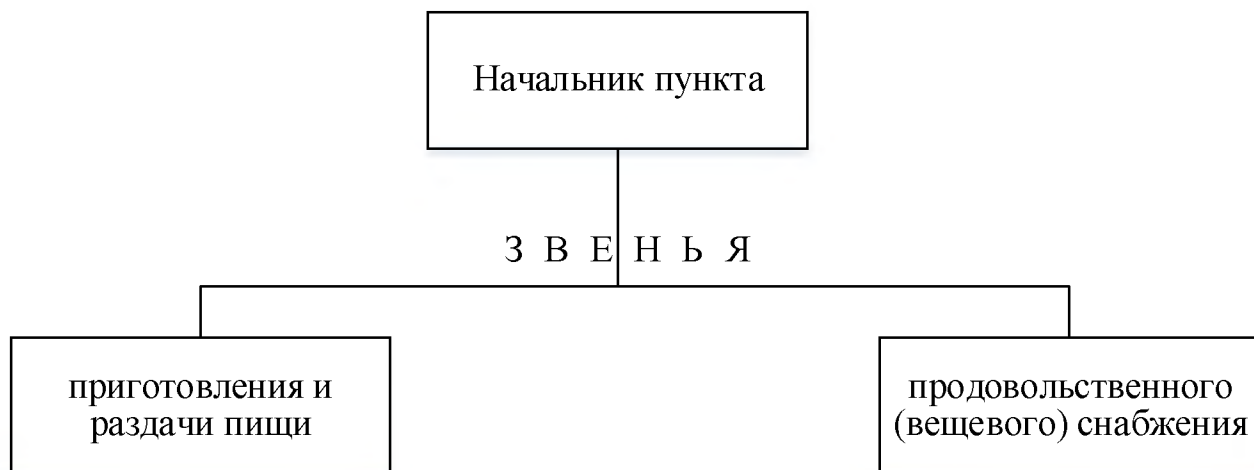 Начальник пункта
З В Е Н Ь Я
приготовления и
раздачи пищи
продовольственного
(вещевого) снабжения